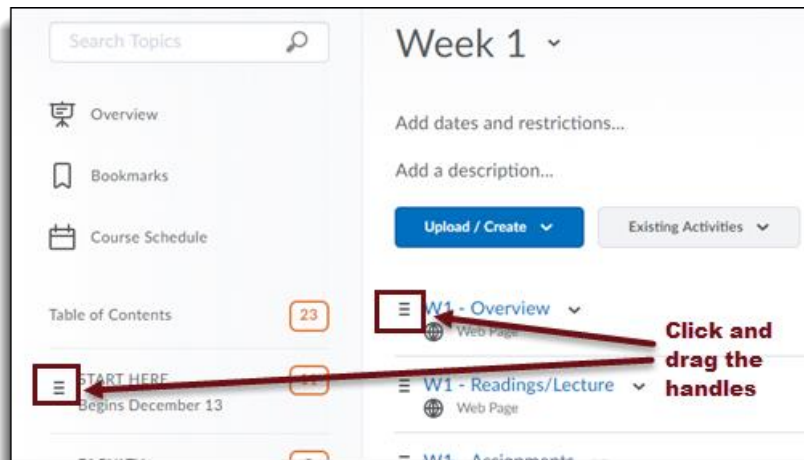 Search Topics
Overview
Bookmarks
Course Schedule
Table of Contents
23
START HERE
Begins December 13
Week 1
Add dates and restrictions...
Add a description...
Upload / Create
Existing Activities
W1 - Overview
Web Page
W1 - Readings/Lecture
Web Page
W1 - Assignments
Click and
drag the
handles